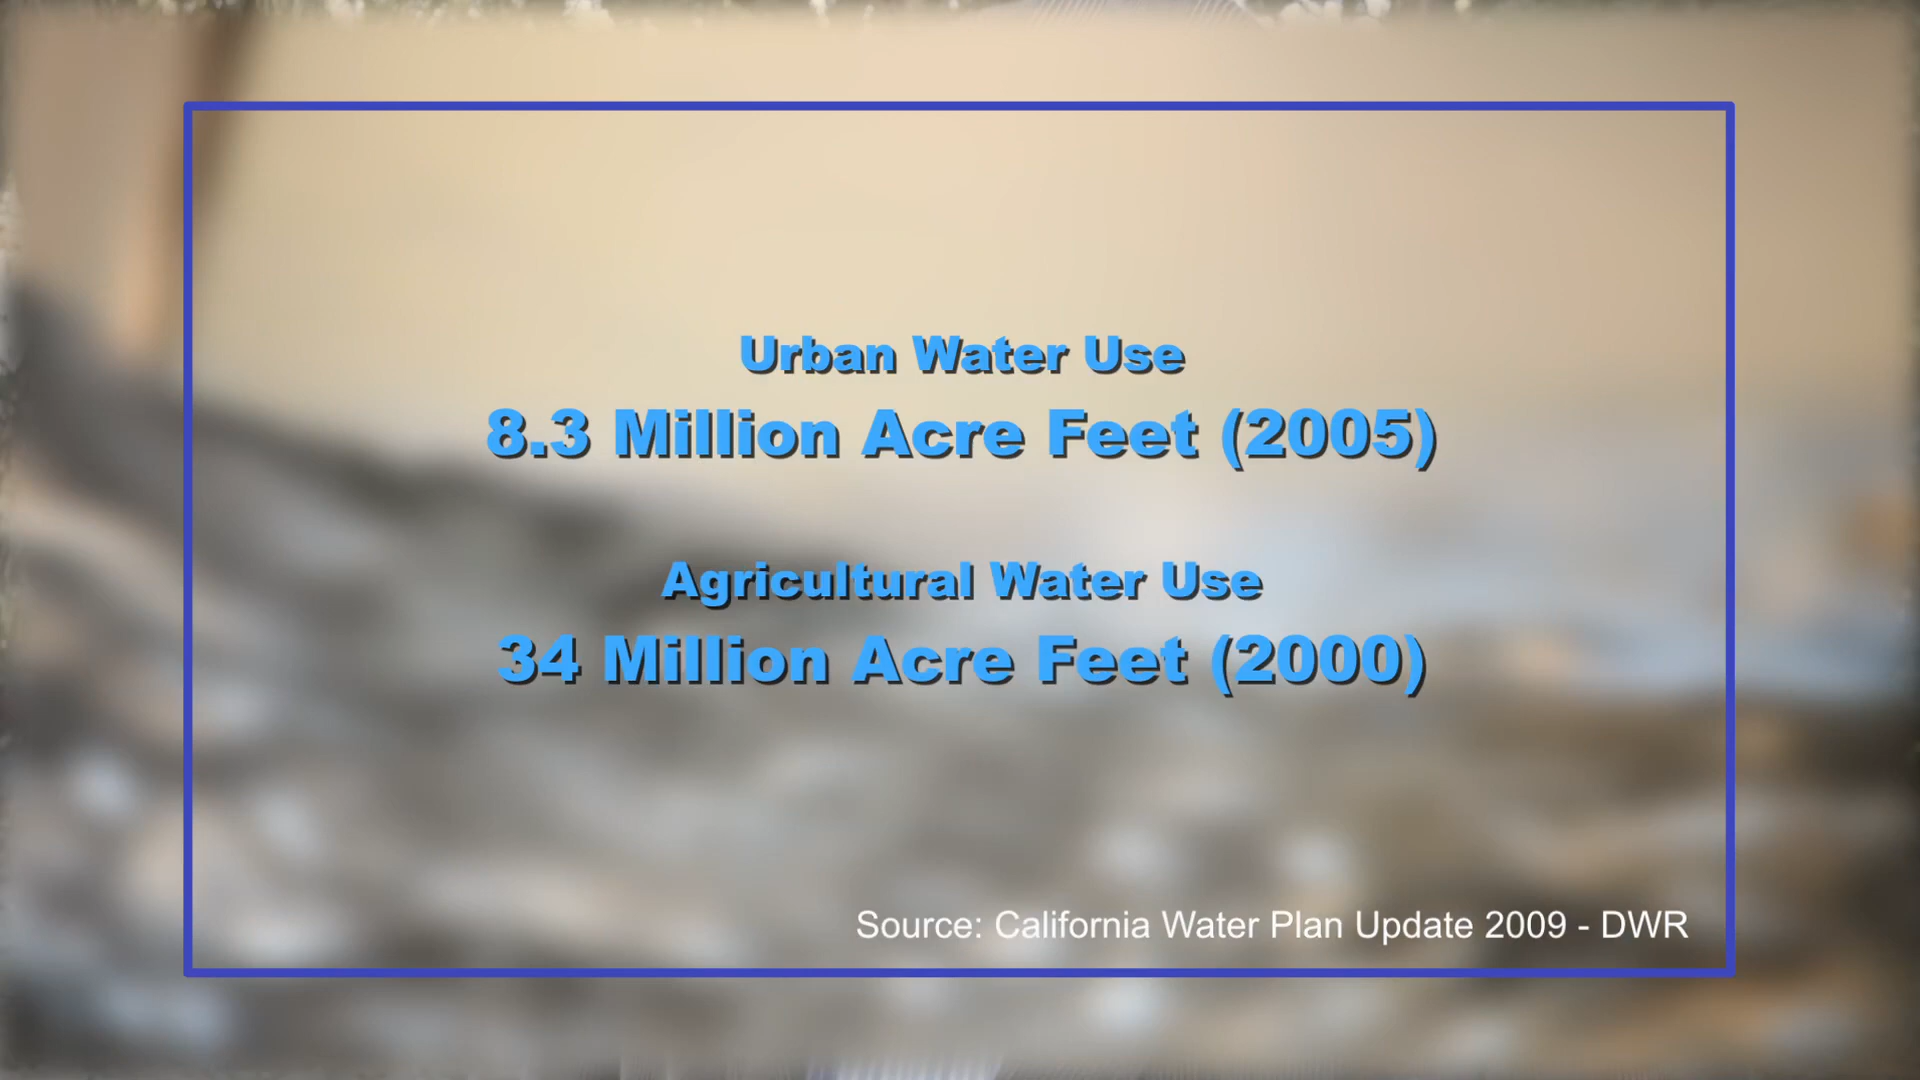 Urban Water Use
8.3 Million Acre Feet (2005)
Agricultural Water Use
34 Million Acre Feet (2000)
Source: California Water Plan Update 2009 - DWR